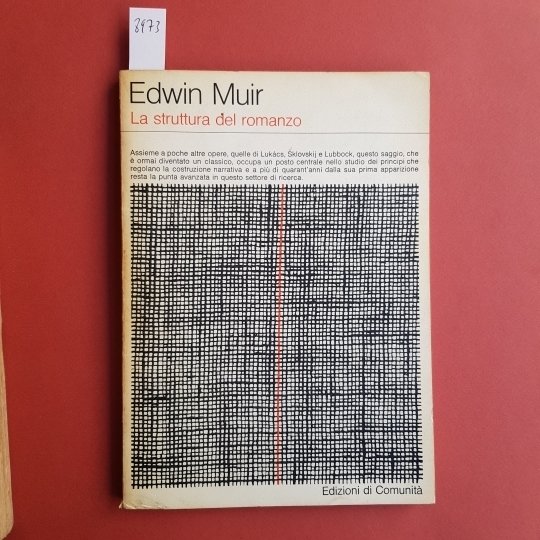 8973
Edwin Muir
La struttura del romanzo
Assieme a poche altre opere, quelle di Lukács, Šklovskij e Lubbock, questo saggio, che
è ormai diventato un classico, occupa un posto centrale nello studio dei principi che
regolano la costruzione narrativa e a più di quarant'anni dalla sua prima apparizione
resta la punta avanzata in questo settore di ricerca.
Edizioni di Comunità